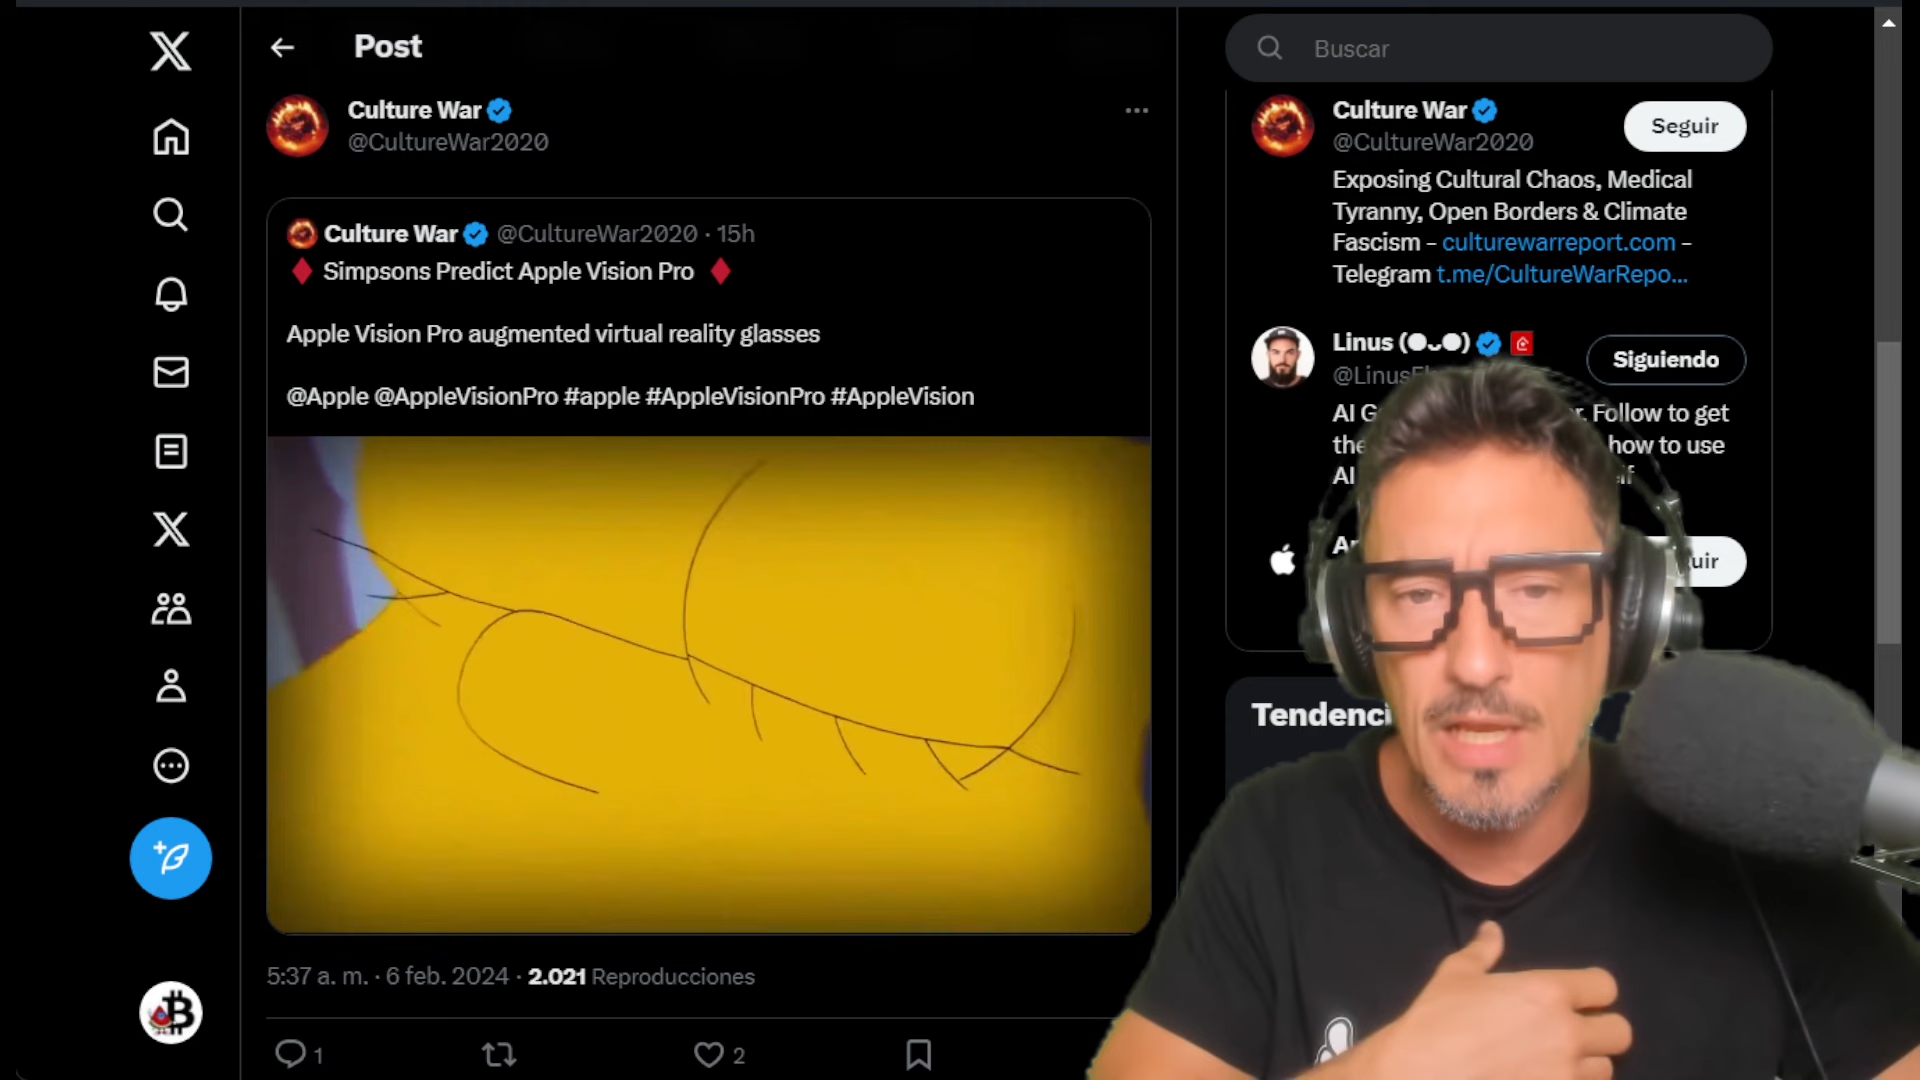 Post
Buscar
Culture War
@CultureWar2020
Culture War @CultureWar2020 · 15h
Simpsons Predict Apple Vision Pro
Apple Vision Pro augmented virtual reality glasses
@Apple @AppleVisionPro #apple #AppleVisionPro #AppleVision
5:37 a. m. · 6 feb. 2024 · 2.021 Reproducciones
1
2
Culture War
@CultureWar2020
Seguir
Exposing Cultural Chaos, Medical
Tyranny, Open Borders & Climate
Fascism – culturewarreport.com –
Telegram t.me/CultureWarRepo...
Linus (●ᴗ●)
Siguiendo
AI Follow to get
how to use
AI